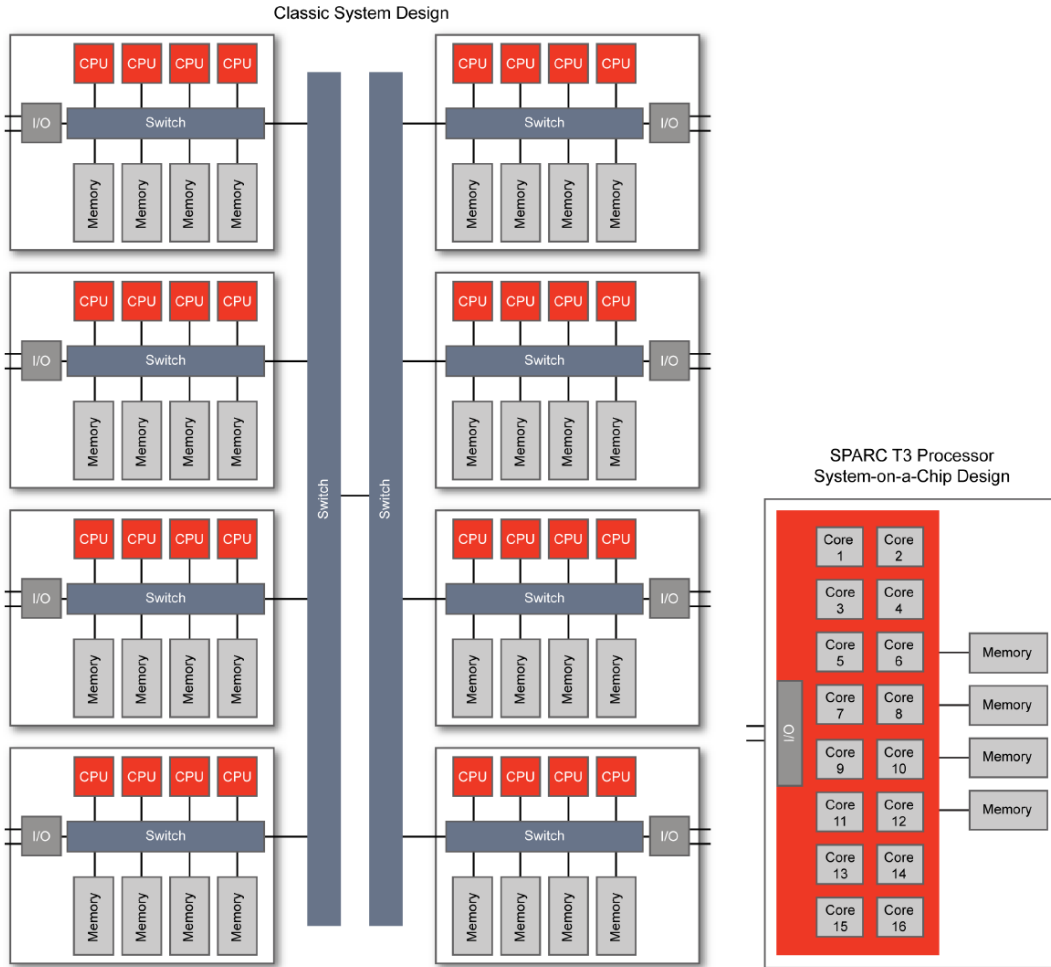 Classic System Design
CPU CPU CPU CPU
I/O Switch
Memory Memory Memory Memory
CPU CPU CPU CPU
Switch I/O
Memory Memory Memory Memory
CPU CPU CPU CPU
I/O Switch
Memory Memory Memory Memory
CPU CPU CPU CPU
Switch I/O
Memory Memory Memory Memory
Switch Switch
CPU CPU CPU CPU
I/O Switch
Memory Memory Memory Memory
CPU CPU CPU CPU
Switch I/O
Memory Memory Memory Memory
CPU CPU CPU CPU
I/O Switch
Memory Memory Memory Memory
CPU CPU CPU CPU
Switch I/O
Memory Memory Memory Memory
SPARC T3 Processor
System-on-a-Chip Design
Core 1
Core 2
Core 3
Core 4
Core 5
Core 6
Memory
Core 7
Core 8
Memory
I/O
Core 9
Core 10
Memory
Core 11
Core 12
Memory
Core 13
Core 14
Core 15
Core 16